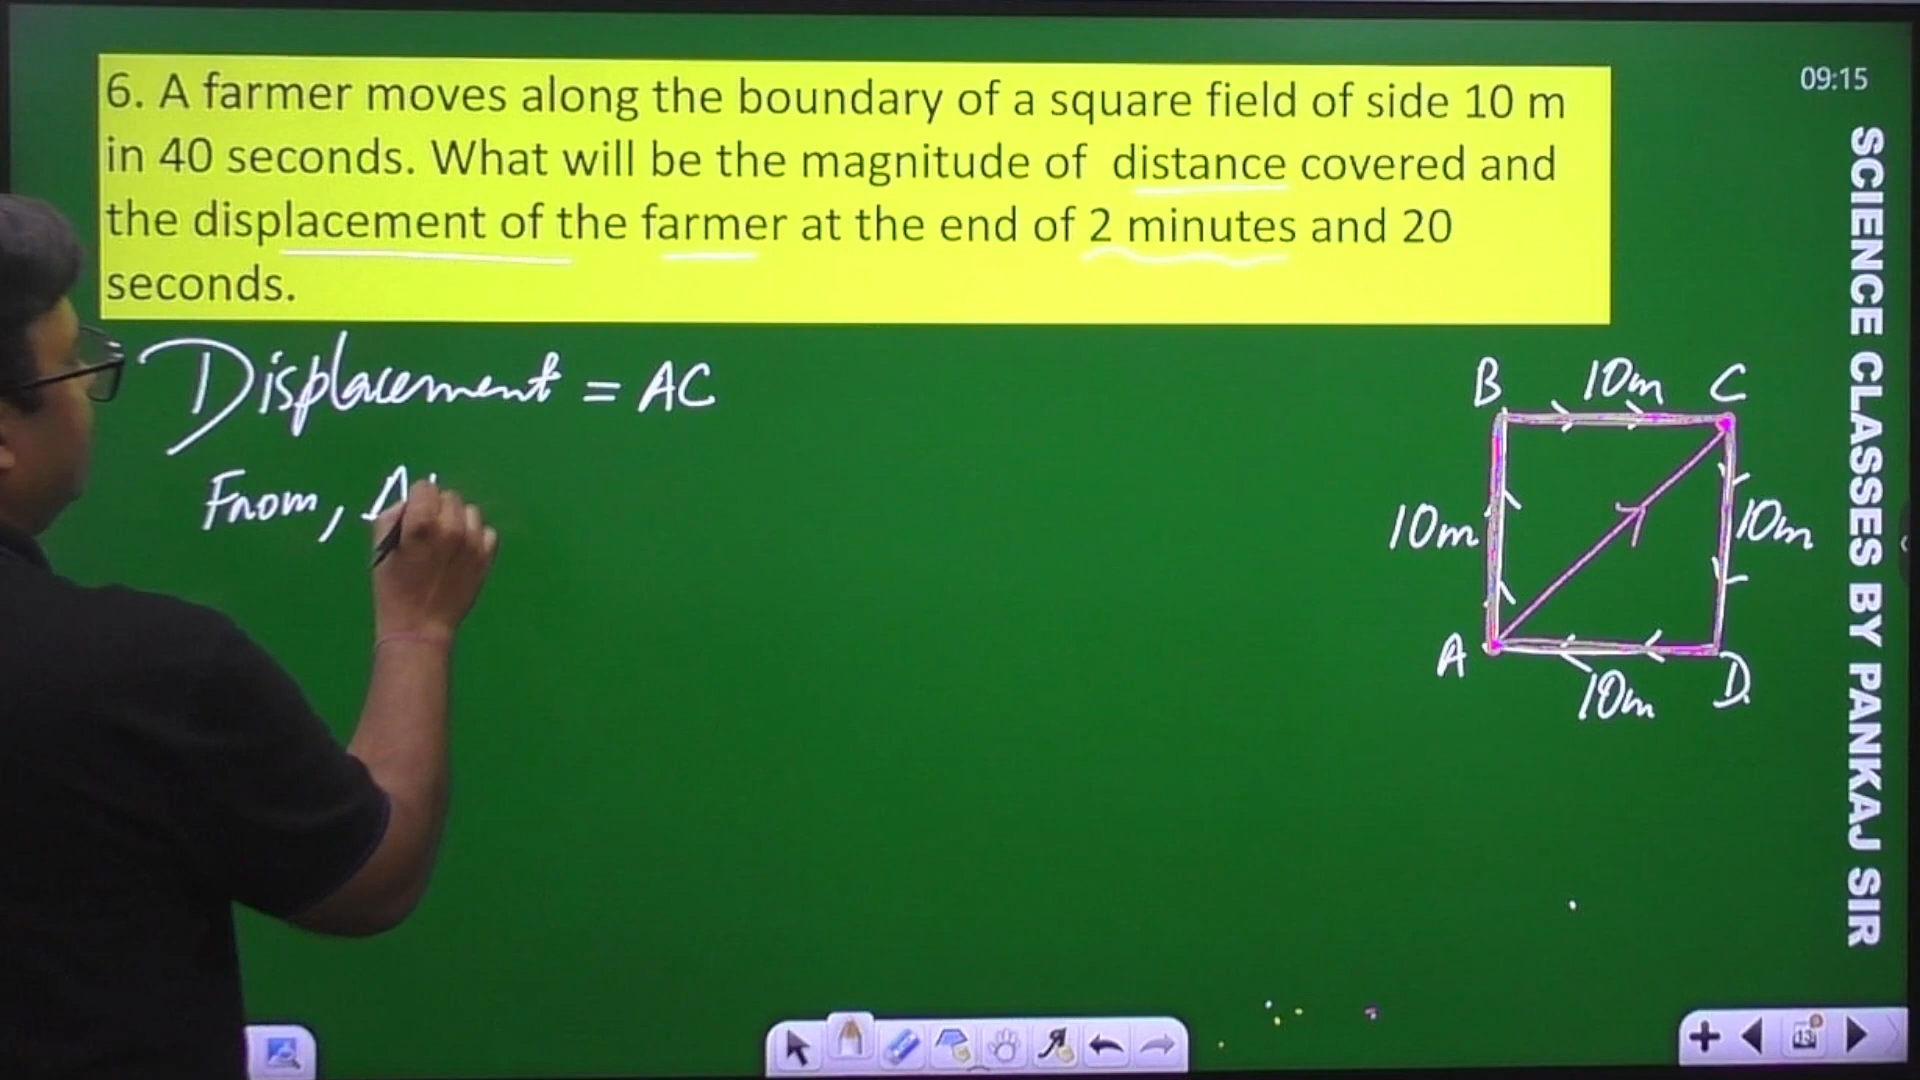 09:15
6. A farmer moves along the boundary of a square field of side 10 m
in 40 seconds. What will be the magnitude of distance covered and
the displacement of the farmer at the end of 2 minutes and 20
seconds.
SCIENCE CLASSES BY PANKAJ SIR
Displacement = AC
From,
B 10m C
10m 10m
A 10m D
13